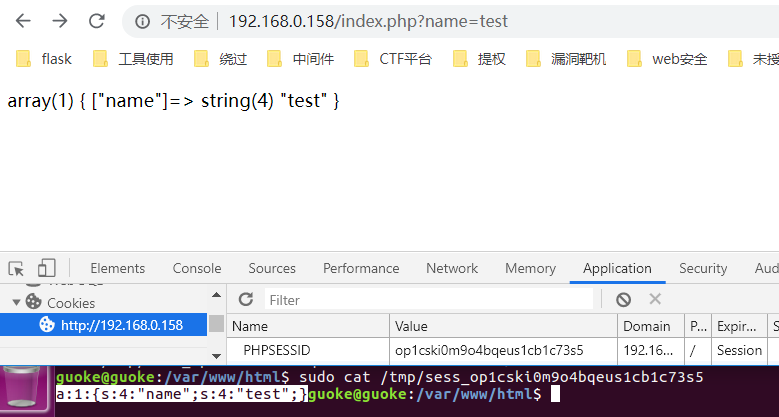 不安全 | 192.168.0.158/index.php?name=test
flask 工具使用 绕过 中间件 CTF平台 提权 漏洞靶机 web安全 未授
array(1) { ["name"]=> string(4) "test" }
Elements Console Sources Performance Network Memory Application Security Aud
Cookies Filter
http://192.168.0.158
Name Value Domain P... Expir... S
PHPSESSID op1cski0m9o4bqeus1cb1c73s5 192.16... / Session
guoke@guoke:/var/www/html$ sudo cat /tmp/sess_op1cski0m9o4bqeus1cb1c73s5
a:1:{s:4:"name";s:4:"test";}guoke@guoke:/var/www/html$